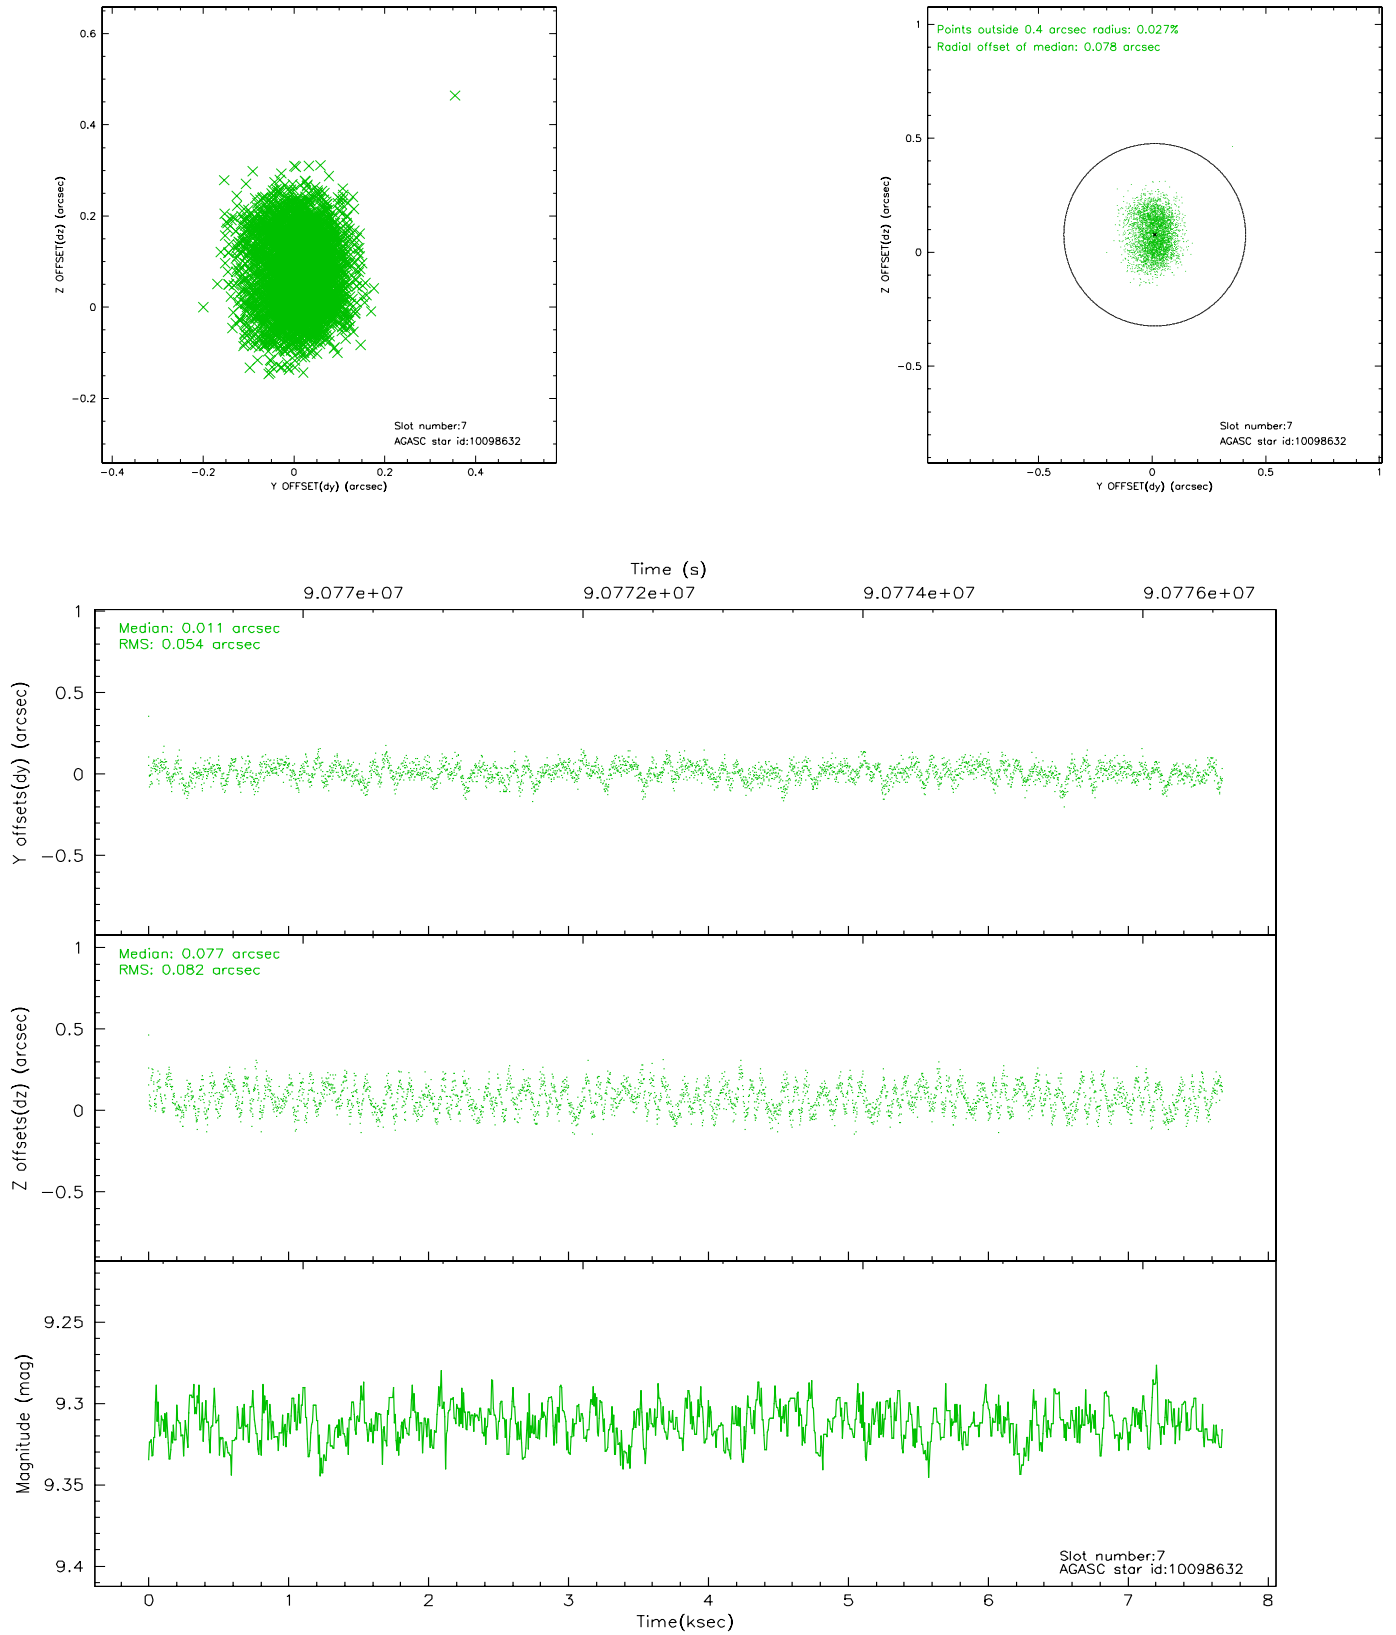 0.6
0.4
0.2
0
−0.2
Z OFFSET(dz) (arcsec)
−0.4 −0.2 0 0.2 0.4
Y OFFSET(dy) (arcsec)
Slot number:7
AGASC star id:10098632
Points outside 0.4 arcsec radius: 0.027%
Radial offset of median: 0.078 arcsec
1
0.5
0
−0.5
Z OFFSET(dz) (arcsec)
−0.5 0 0.5 1
Y OFFSET(dy) (arcsec)
Slot number:7
AGASC star id:10098632
Time (s)
9.077e+07 9.0772e+07 9.0774e+07 9.0776e+07
Median: 0.011 arcsec
RMS: 0.054 arcsec
1
0.5
0
−0.5
Y offsets(dy) (arcsec)
Median: 0.077 arcsec
RMS: 0.082 arcsec
1
0.5
0
−0.5
Z offsets(dz) (arcsec)
9.25
9.3
9.35
9.4
Magnitude (mag)
Slot number:7
AGASC star id:10098632
0 1 2 3 4 5 6 7 8
Time(ksec)